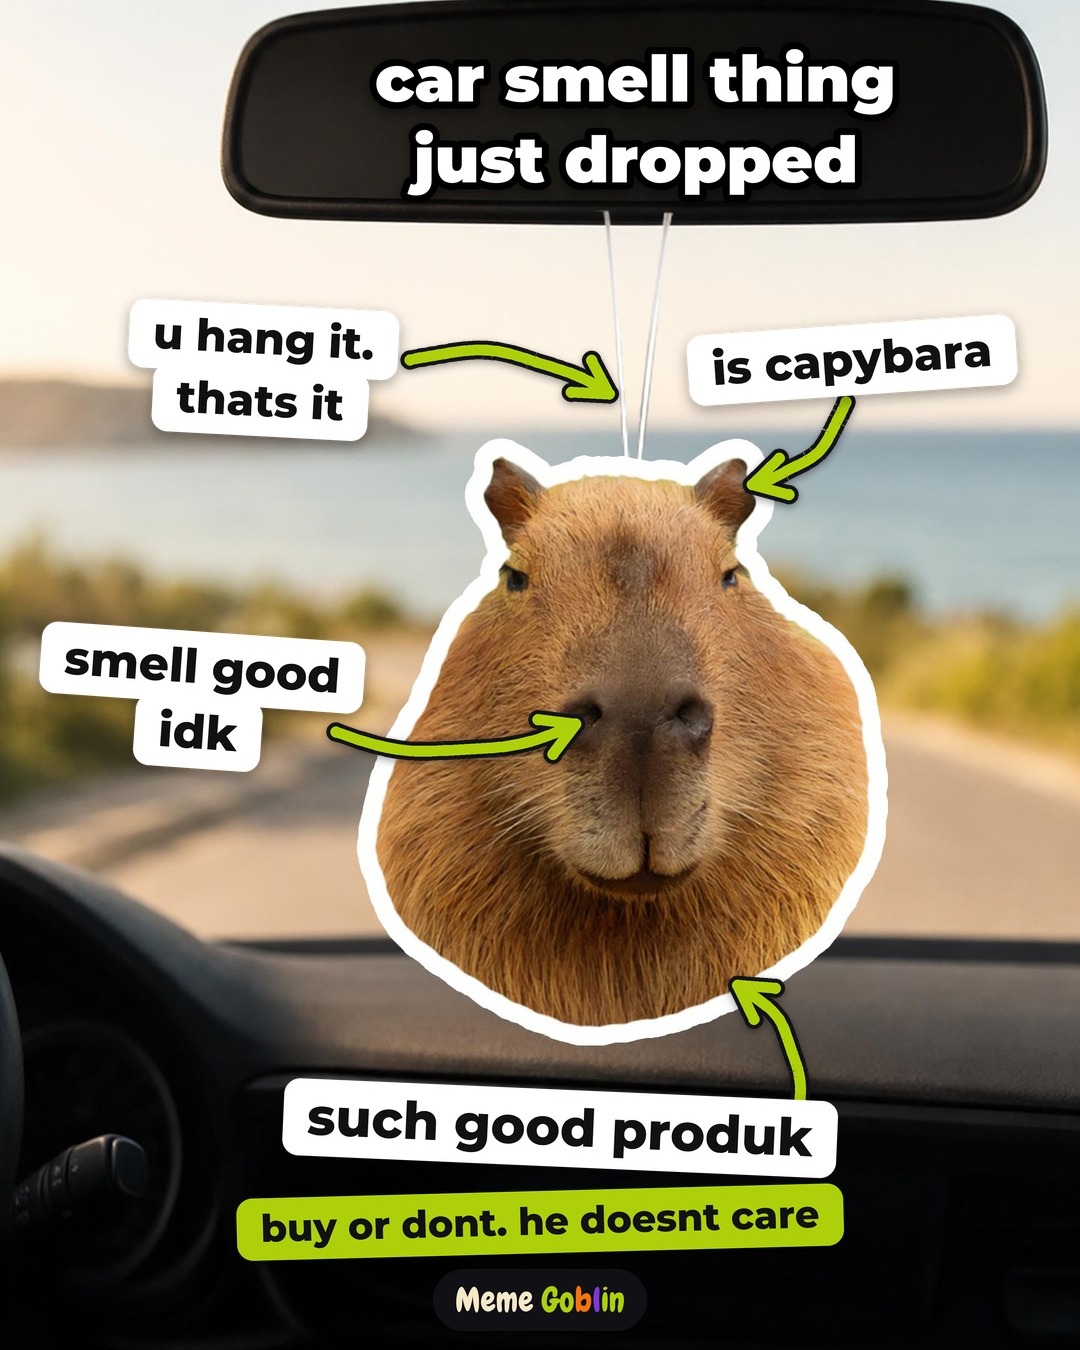 car smell thing
just dropped
u hang it.
thats it
is capybara
smell good
idk
such good produk
buy or dont. he doesnt care
Meme Goblin